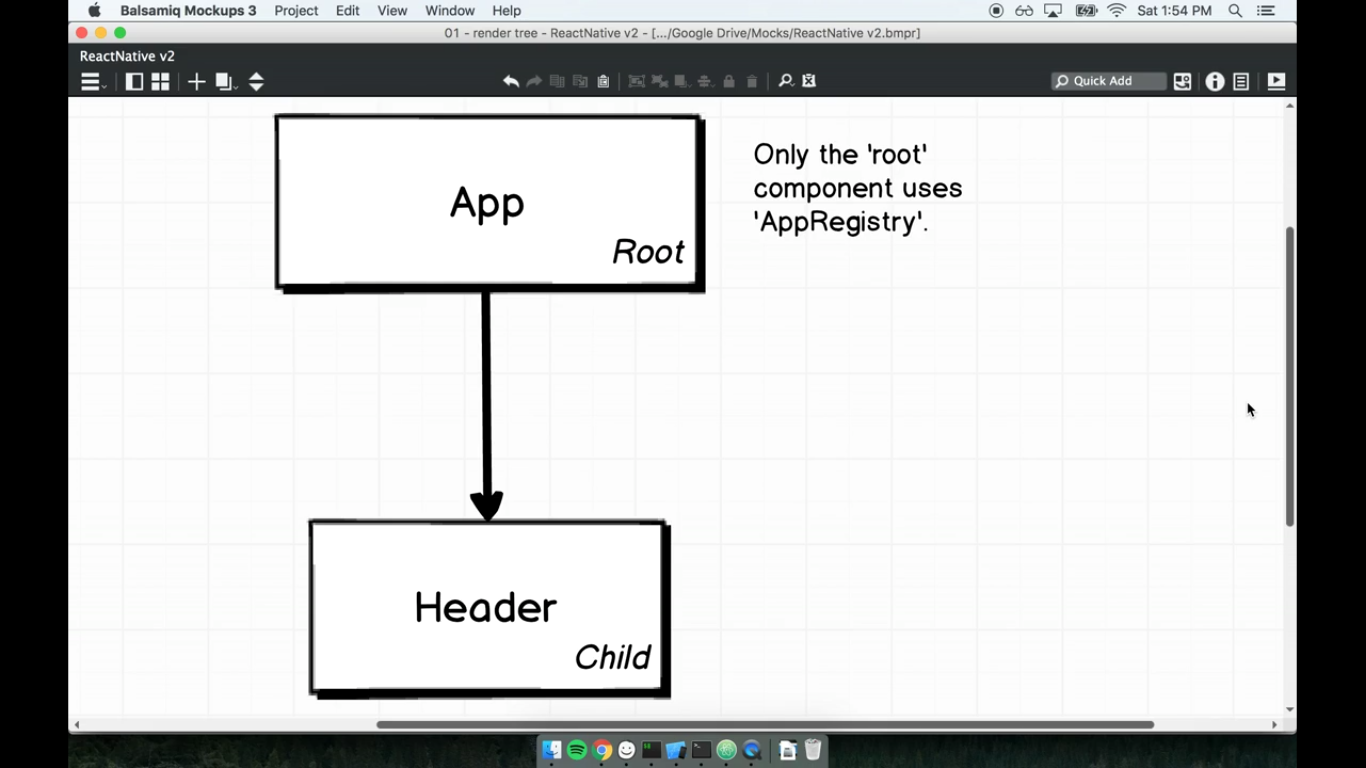 Balsamiq Mockups 3 Project Edit View Window Help Sat 1:54 PM
01 - render tree - ReactNative v2 - [.../Google Drive/Mocks/ReactNative v2.bmpr]
ReactNative v2
Quick Add
App
Root
Only the 'root'
component uses
'AppRegistry'.
Header
Child